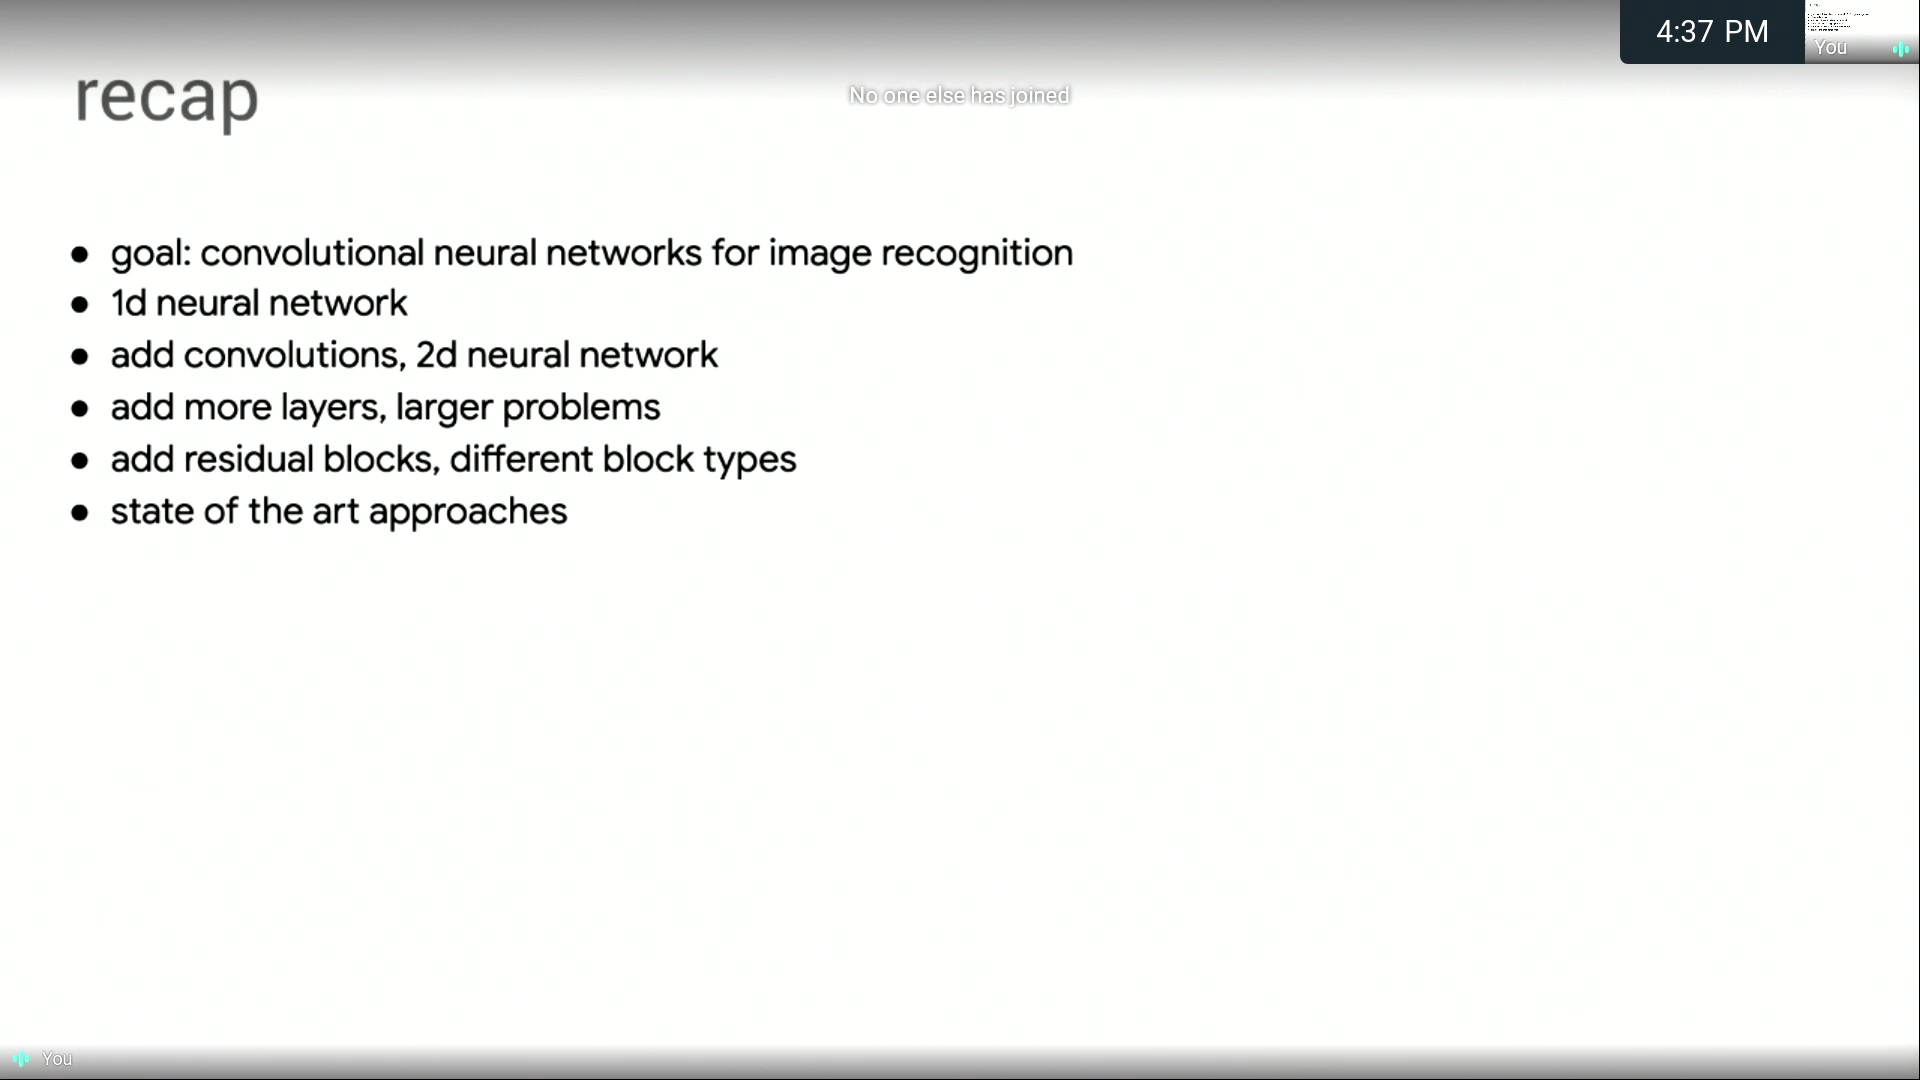 4:37 PM
You
recap
No one else has joined
● goal: convolutional neural networks for image recognition
● 1d neural network
● add convolutions, 2d neural network
● add more layers, larger problems
● add residual blocks, different block types
● state of the art approaches
You